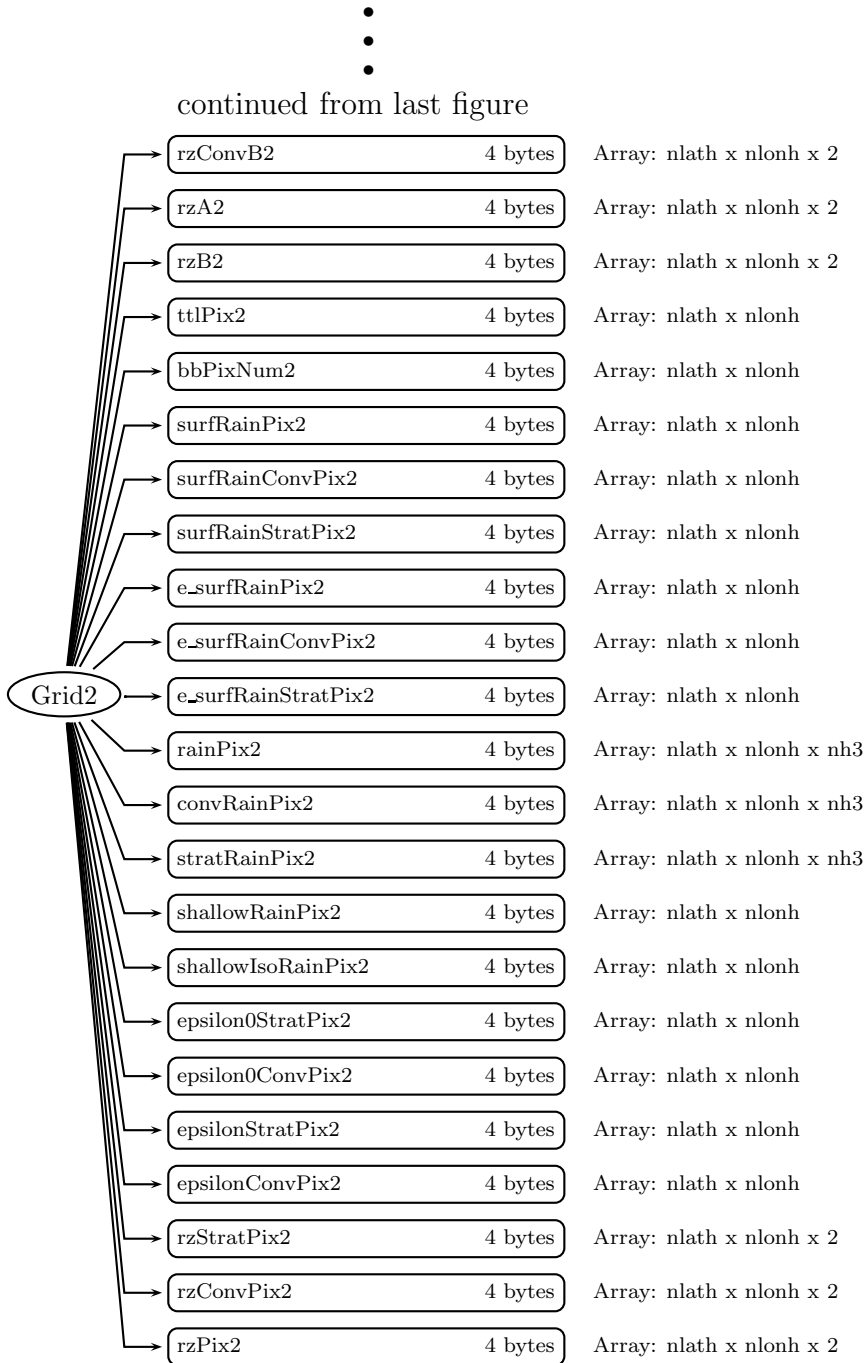 continued from last figure
rzConvB2 4 bytes Array: nlath x nlonh x 2
rzA2 4 bytes Array: nlath x nlonh x 2
rzB2 4 bytes Array: nlath x nlonh x 2
ttlPix2 4 bytes Array: nlath x nlonh
bbPixNum2 4 bytes Array: nlath x nlonh
surfRainPix2 4 bytes Array: nlath x nlonh
surfRainConvPix2 4 bytes Array: nlath x nlonh
surfRainStratPix2 4 bytes Array: nlath x nlonh
e_surfRainPix2 4 bytes Array: nlath x nlonh
e_surfRainConvPix2 4 bytes Array: nlath x nlonh
Grid2 e_surfRainStratPix2 4 bytes Array: nlath x nlonh
rainPix2 4 bytes Array: nlath x nlonh x nh3
convRainPix2 4 bytes Array: nlath x nlonh x nh3
stratRainPix2 4 bytes Array: nlath x nlonh x nh3
shallowRainPix2 4 bytes Array: nlath x nlonh
shallowIsoRainPix2 4 bytes Array: nlath x nlonh
epsilon0StratPix2 4 bytes Array: nlath x nlonh
epsilon0ConvPix2 4 bytes Array: nlath x nlonh
epsilonStratPix2 4 bytes Array: nlath x nlonh
epsilonConvPix2 4 bytes Array: nlath x nlonh
rzStratPix2 4 bytes Array: nlath x nlonh x 2
rzConvPix2 4 bytes Array: nlath x nlonh x 2
rzPix2 4 bytes Array: nlath x nlonh x 2